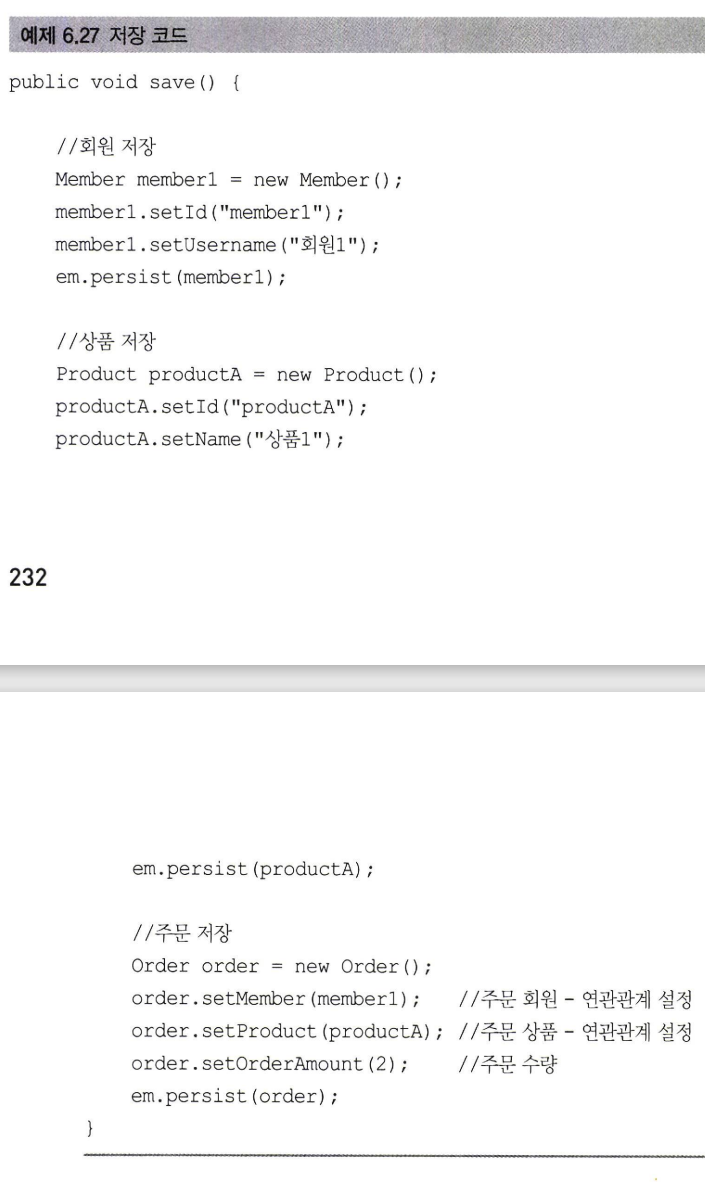 예제 6.27 저장 코드
public void save() {
//회원 저장
Member member1 = new Member();
member1.setId("member1");
member1.setUsername("회원1");
em.persist(member1);
//상품 저장
Product productA = new Product();
productA.setId("productA");
productA.setName("상품1");
232
em.persist(productA);
//주문 저장
Order order = new Order();
order.setMember(member1); //주문 회원 - 연관관계 설정
order.setProduct(productA); //주문 상품 - 연관관계 설정
order.setOrderAmount(2); //주문 수량
em.persist(order);
}